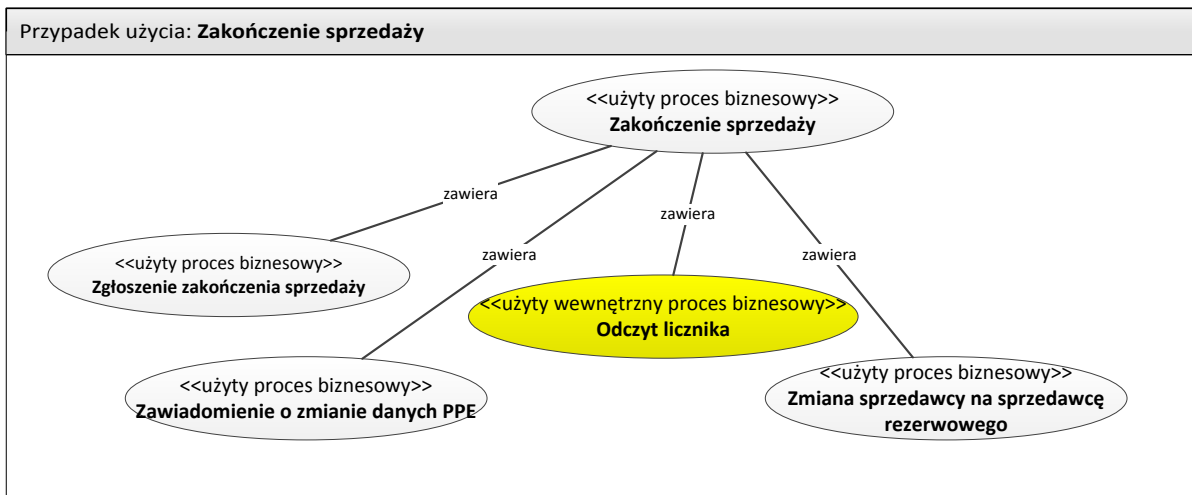 Przypadek użycia: Zakończenie sprzedaży
<<użyty proces biznesowy>>
Zakończenie sprzedaży
zawiera
zawiera
zawiera
zawiera
<<użyty proces biznesowy>>
Zgłoszenie zakończenia sprzedaży
<<użyty wewnętrzny proces biznesowy>>
Odczyt licznika
<<użyty proces biznesowy>>
Zawiadomienie o zmianie danych PPE
<<użyty proces biznesowy>>
Zmiana sprzedawcy na sprzedawcę
rezerwowego